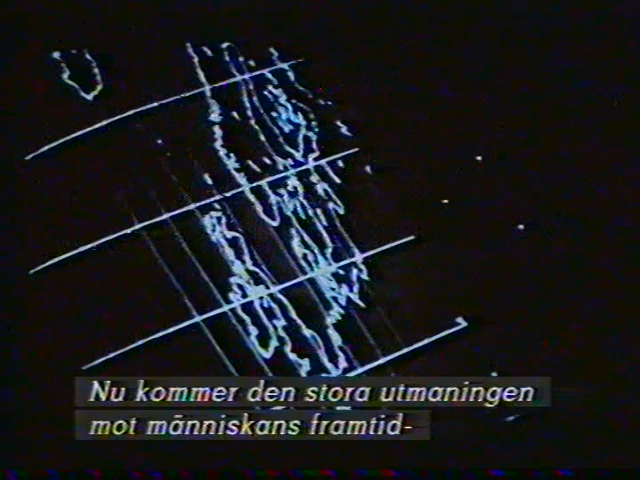 Nu kommer den stora utmaningen
mot människans framtid-